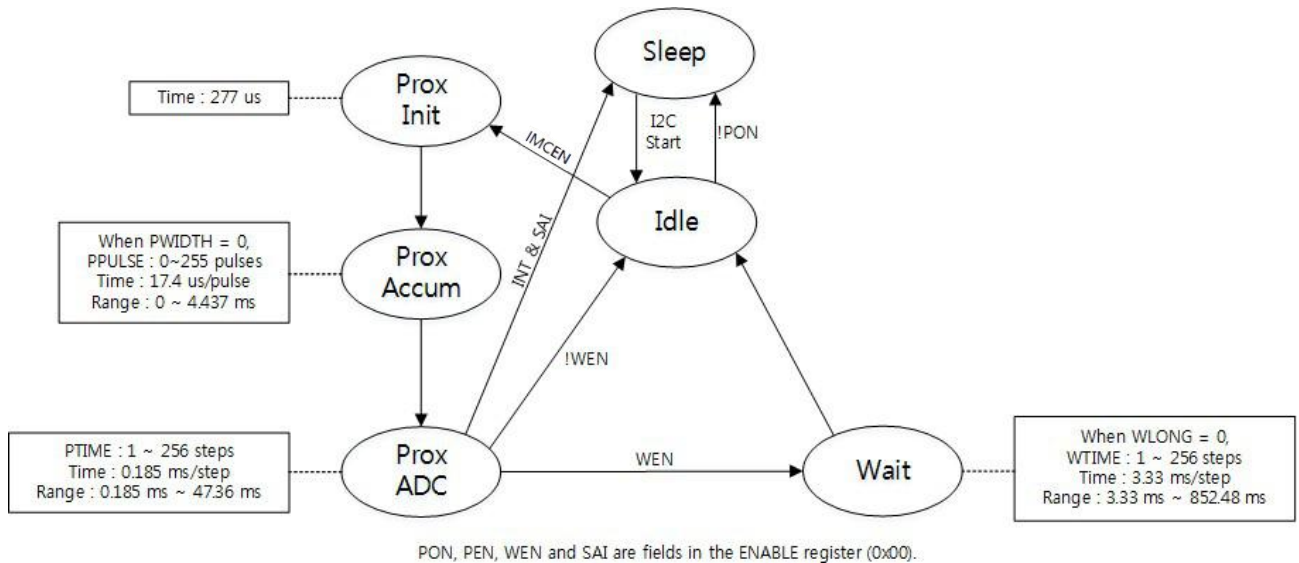 Sleep
Prox
Init
Time : 277 us
I2C
Start
!PON
IMCEN
Idle
When PWIDTH = 0,
PPULSE : 0~255 pulses
Time : 17.4 us/pulse
Range : 0 ~ 4.437 ms
Prox
Accum
INT & SAI
!WEN
PTIME : 1 ~ 256 steps
Time : 0.185 ms/step
Range : 0.185 ms ~ 47.36 ms
Prox
ADC
WEN
Wait
When WLONG = 0,
WTIME : 1 ~ 256 steps
Time : 3.33 ms/step
Range : 3.33 ms ~ 852.48 ms
PON, PEN, WEN and SAI are fields in the ENABLE register (0x00).